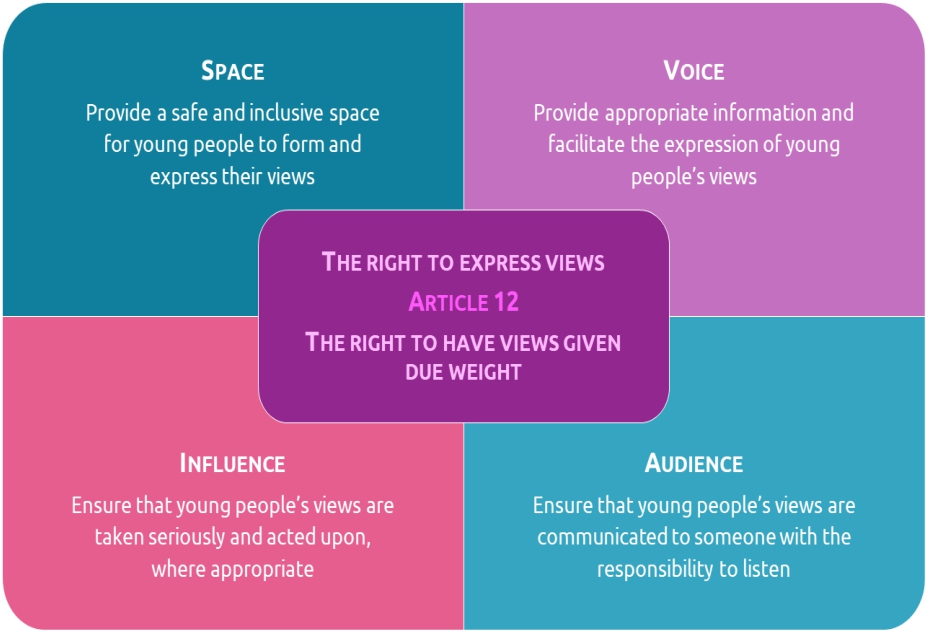 SPACE
Provide a safe and inclusive space
for young people to form and
express their views
VOICE
Provide appropriate information and
facilitate the expression of young
people’s views
THE RIGHT TO EXPRESS VIEWS
ARTICLE 12
THE RIGHT TO HAVE VIEWS GIVEN
DUE WEIGHT
INFLUENCE
Ensure that young people’s views are
taken seriously and acted upon,
where appropriate
AUDIENCE
Ensure that young people’s views are
communicated to someone with the
responsibility to listen